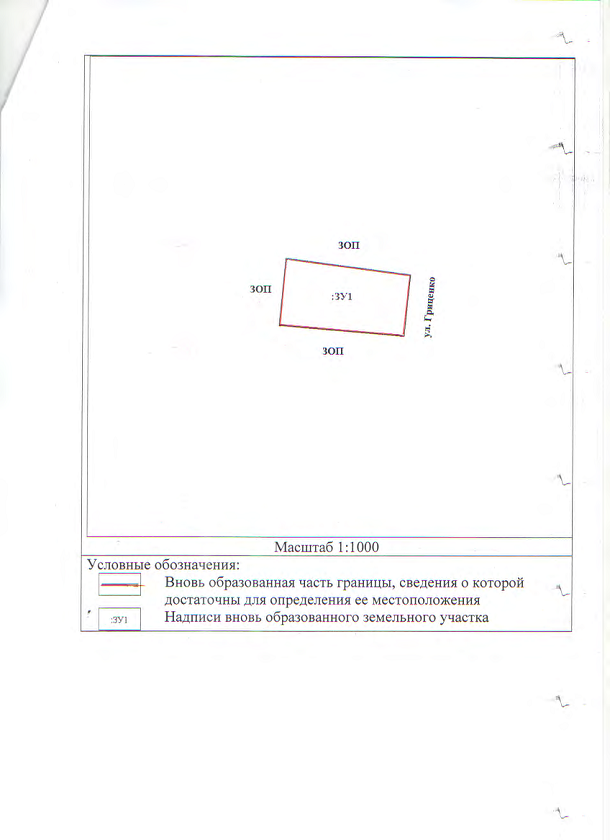 ЗОП
ЗОП
:ЗУ1
ул. Гриценко
ЗОП
Масштаб 1:1000
Условные обозначения:
Вновь образованная часть границы, сведения о которой
достаточны для определения ее местоположения
:ЗУ1
Надписи вновь образованного земельного участка